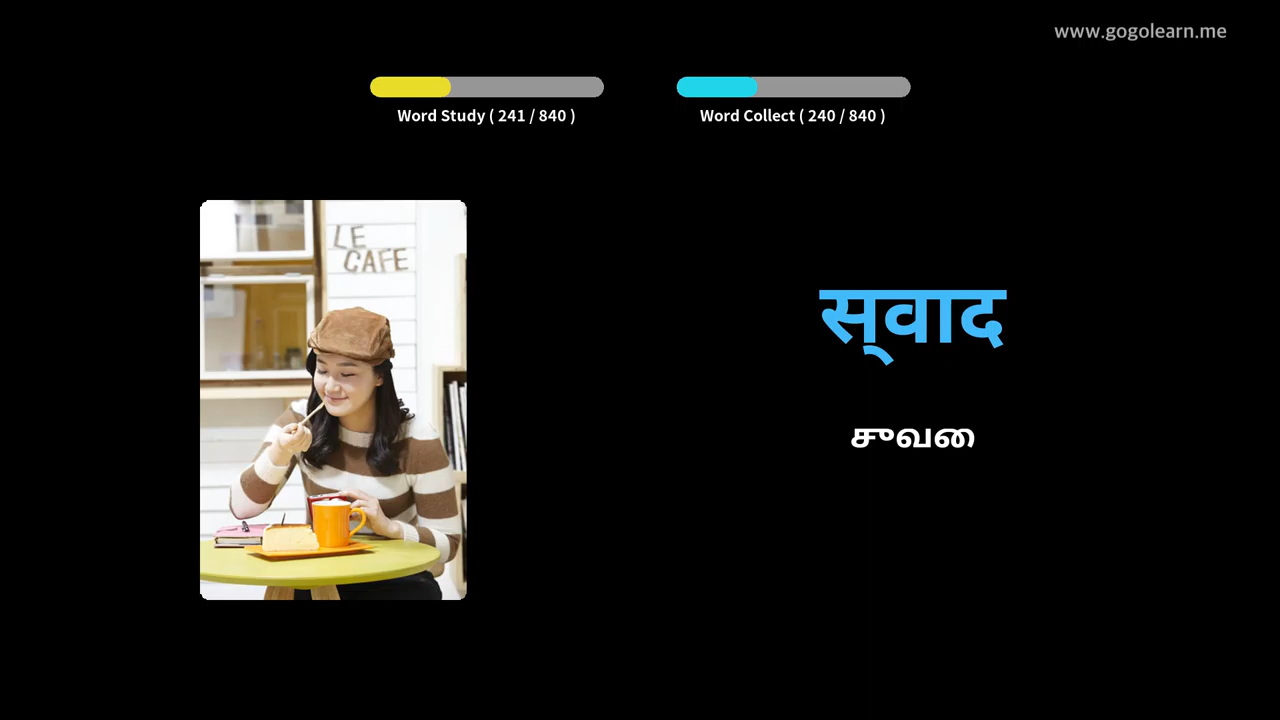 www.gogolearn.me
Word Study ( 241 / 840 )
Word Collect ( 240 / 840 )
LE
CAFE
स्‌वाद
சுவை